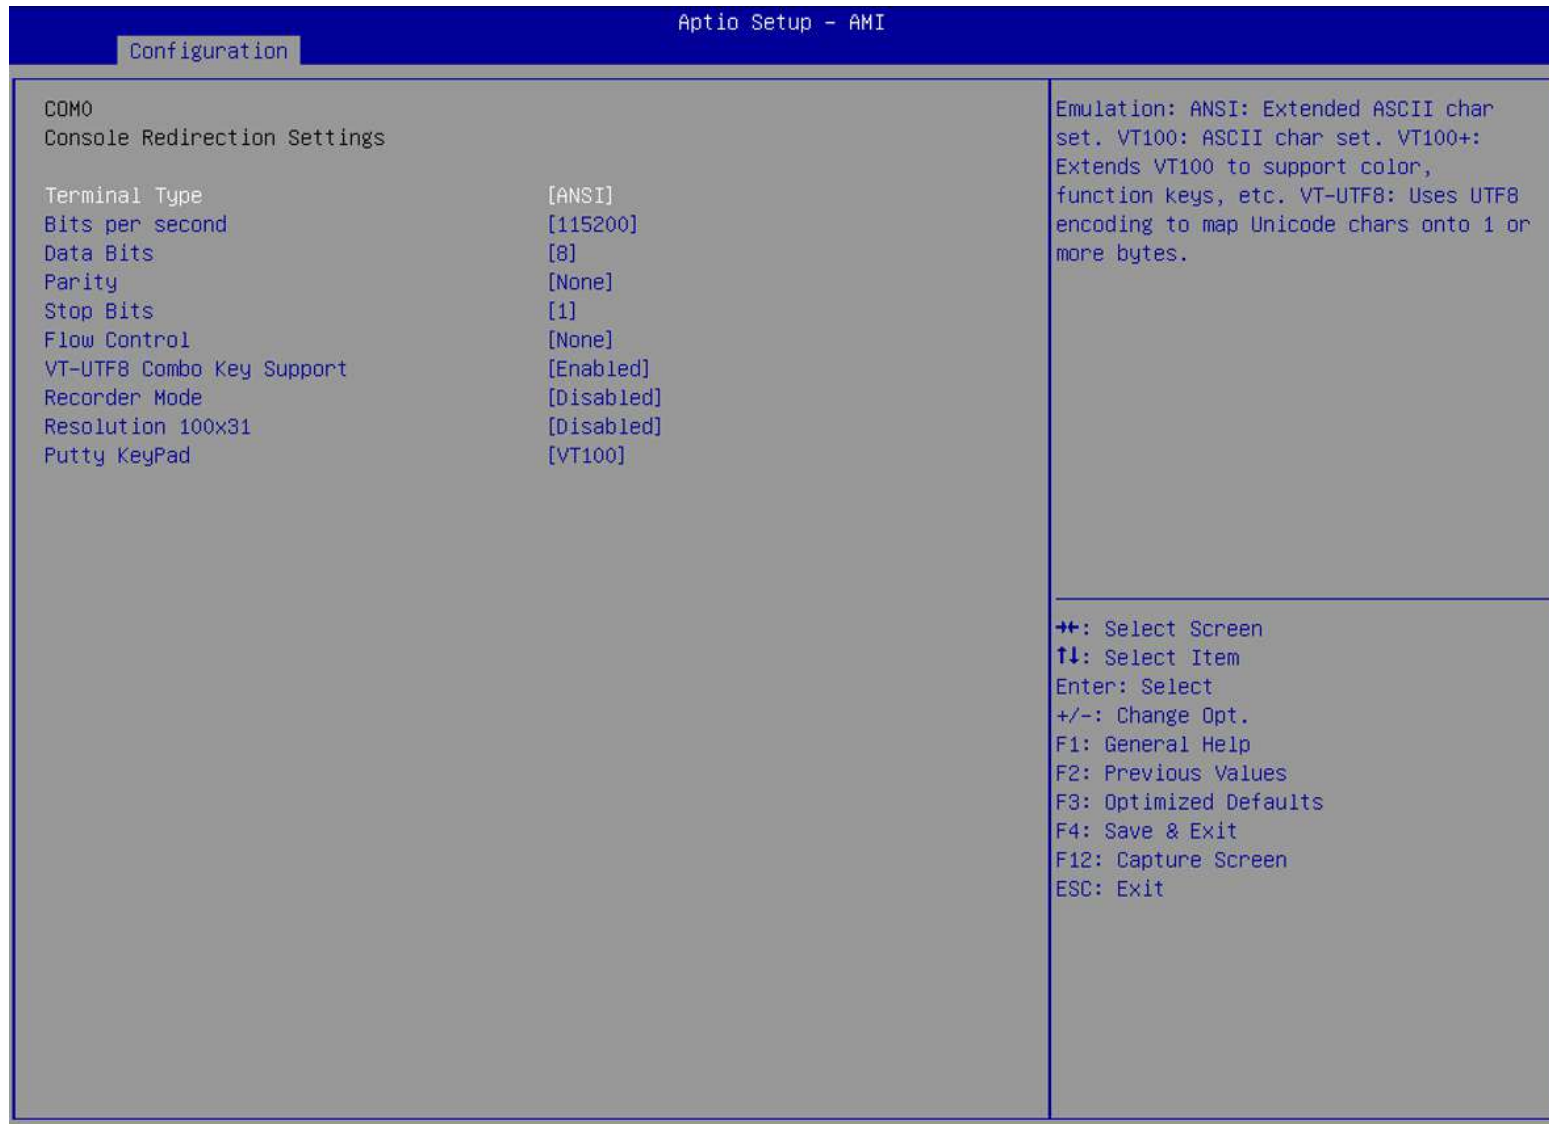 Aptio Setup – AMI
Configuration
COM0
Console Redirection Settings
Terminal Type [ANSI]
Bits per second [115200]
Data Bits [8]
Parity [None]
Stop Bits [1]
Flow Control [None]
VT-UTF8 Combo Key Support [Enabled]
Recorder Mode [Disabled]
Resolution 100x31 [Disabled]
Putty KeyPad [VT100]
Emulation: ANSI: Extended ASCII char
set. VT100: ASCII char set. VT100+:
Extends VT100 to support color,
function keys, etc. VT-UTF8: Uses UTF8
encoding to map Unicode chars onto 1 or
more bytes.
→←: Select Screen
↑↓: Select Item
Enter: Select
+/-: Change Opt.
F1: General Help
F2: Previous Values
F3: Optimized Defaults
F4: Save & Exit
F12: Capture Screen
ESC: Exit